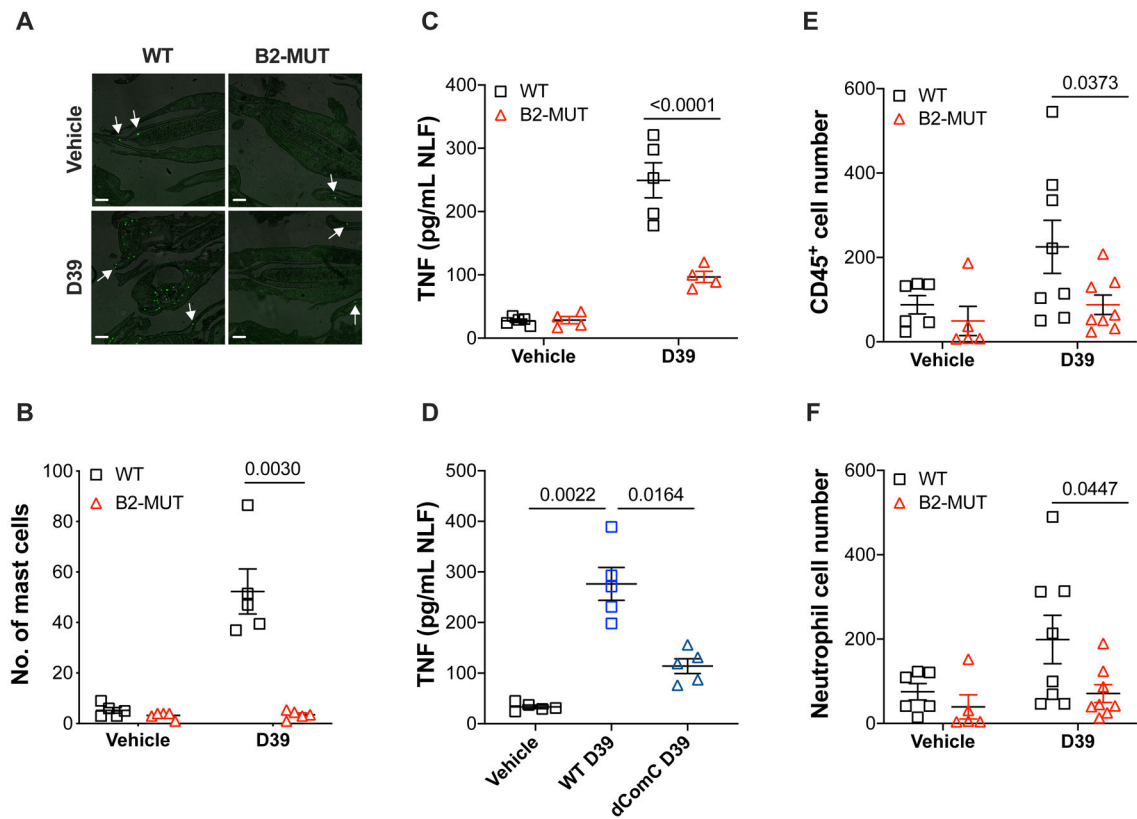 A
WT
B2-MUT
Vehicle
D39
B
No. of mast cells
100
80
60
40
20
0
WT
B2-MUT
0.0030
Vehicle
D39
C
TNF (pg/mL NLF)
400
300
200
100
0
WT
B2-MUT
<0.0001
Vehicle
D39
D
TNF (pg/mL NLF)
500
400
300
200
100
0
0.0022
0.0164
Vehicle
WT D39
dComC D39
E
CD45⁺ cell number
600
400
200
0
WT
B2-MUT
0.0373
Vehicle
D39
F
Neutrophil cell number
600
400
200
0
WT
B2-MUT
0.0447
Vehicle
D39